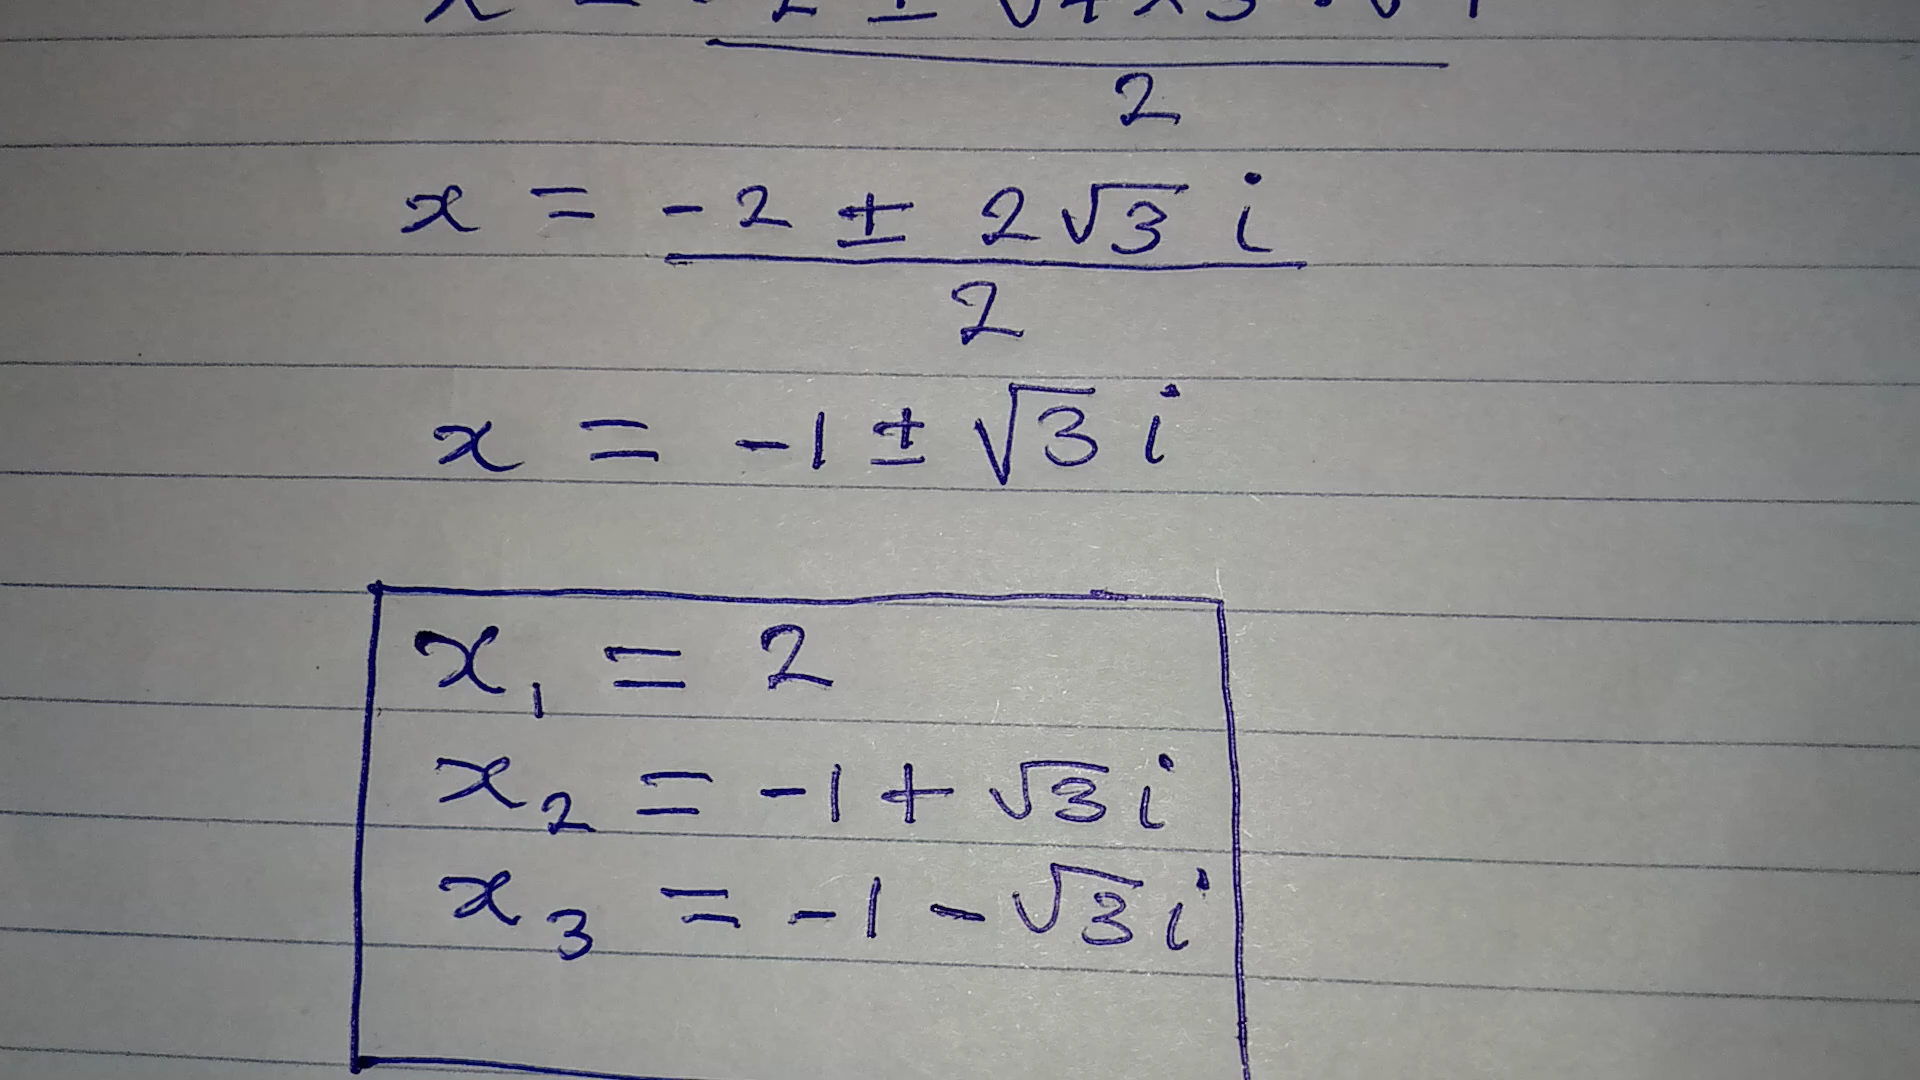 2
x = -2 ± 2√3 i
2
x = -1 ± √3 i
x₁ = 2
x₂ = -1 + √3 i
x₃ = -1 - √3 i